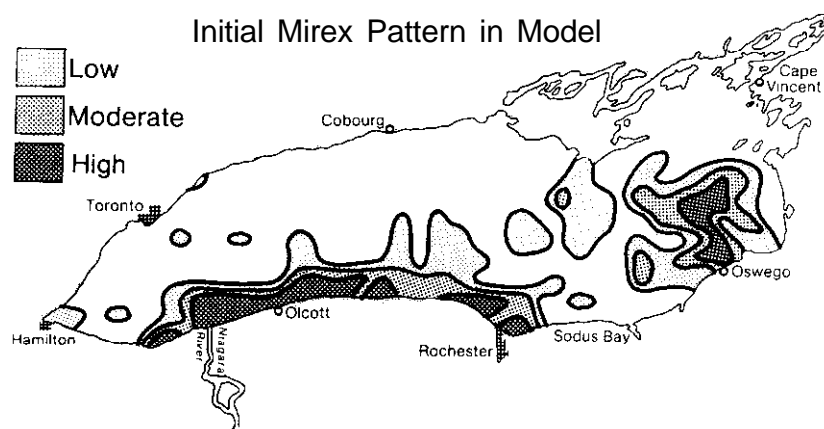 Initial Mirex Pattern in Model
Low
Moderate
High
Cape
Vincent
Cobourg
Toronto
Oswego
Olcott
Hamilton
Niagara
River
Rochester
Sodus Bay